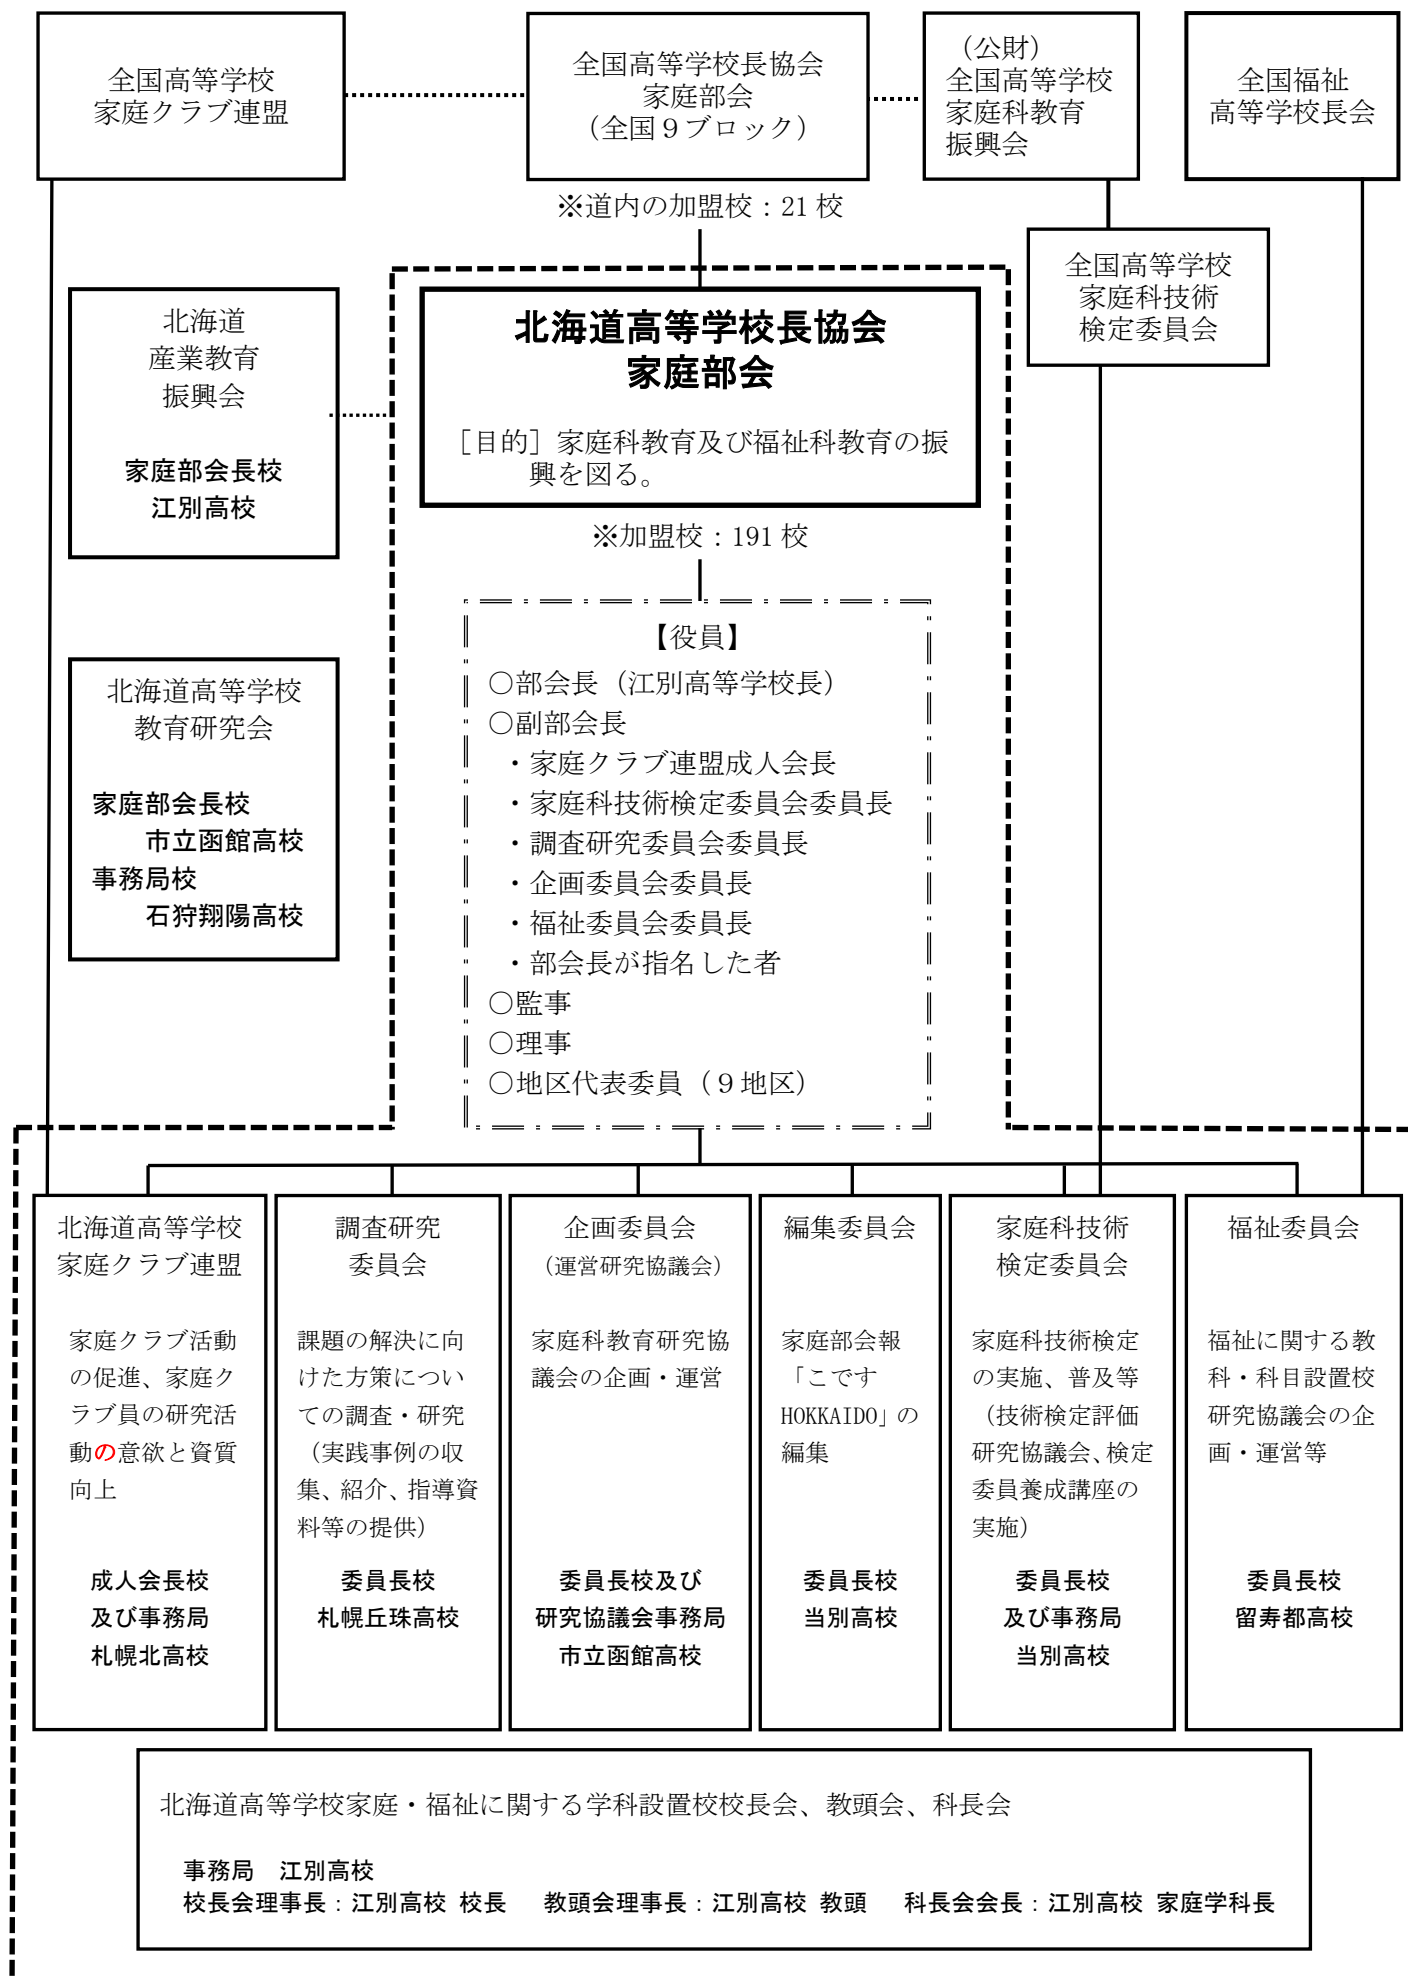 全国高等学校
家庭クラブ連盟
全国高等学校長協会
家庭部会
（全国９ブロック）
（公財）
全国高等学校
家庭科教育
振興会
全国福祉
高等学校長会
※道内の加盟校：21 校
全国高等学校
家庭科技術
検定委員会
北海道
産業教育
振興会
家庭部会長校
江別高校
北海道高等学校長協会
家庭部会
［目的］家庭科教育及び福祉科教育の振
興を図る。
※加盟校：191 校
北海道高等学校
教育研究会
家庭部会長校
市立函館高校
事務局校
石狩翔陽高校
【役員】
○部会長（江別高等学校長）
○副部会長
・家庭クラブ連盟成人会長
・家庭科技術検定委員会委員長
・調査研究委員会委員長
・企画委員会委員長
・福祉委員会委員長
・部会長が指名した者
○監事
○理事
○地区代表委員（９地区）
北海道高等学校
家庭クラブ連盟
家庭クラブ活動
の促進、家庭ク
ラブ員の研究活
動の意欲と資質
向上
成人会長校
及び事務局
札幌北高校
調査研究
委員会
課題の解決に向
けた方策につい
ての調査・研究
（実践事例の収
集、紹介、指導資
料等の提供）
委員長校
札幌丘珠高校
企画委員会
（運営研究協議会）
家庭科教育研究協
議会の企画・運営
委員長校及び
研究協議会事務局
市立函館高校
編集委員会
家庭部会報
「こです
HOKKAIDO」の
編集
委員長校
当別高校
家庭科技術
検定委員会
家庭科技術検定
の実施、普及等
（技術検定評価
研究協議会、検定
委員養成講座の
実施）
委員長校
及び事務局
当別高校
福祉委員会
福祉に関する教
科・科目設置校
研究協議会の企
画・運営等
委員長校
留寿都高校
北海道高等学校家庭・福祉に関する学科設置校校長会、教頭会、科長会
事務局　江別高校
校長会理事長：江別高校 校長　教頭会理事長：江別高校 教頭　科長会会長：江別高校 家庭学科長